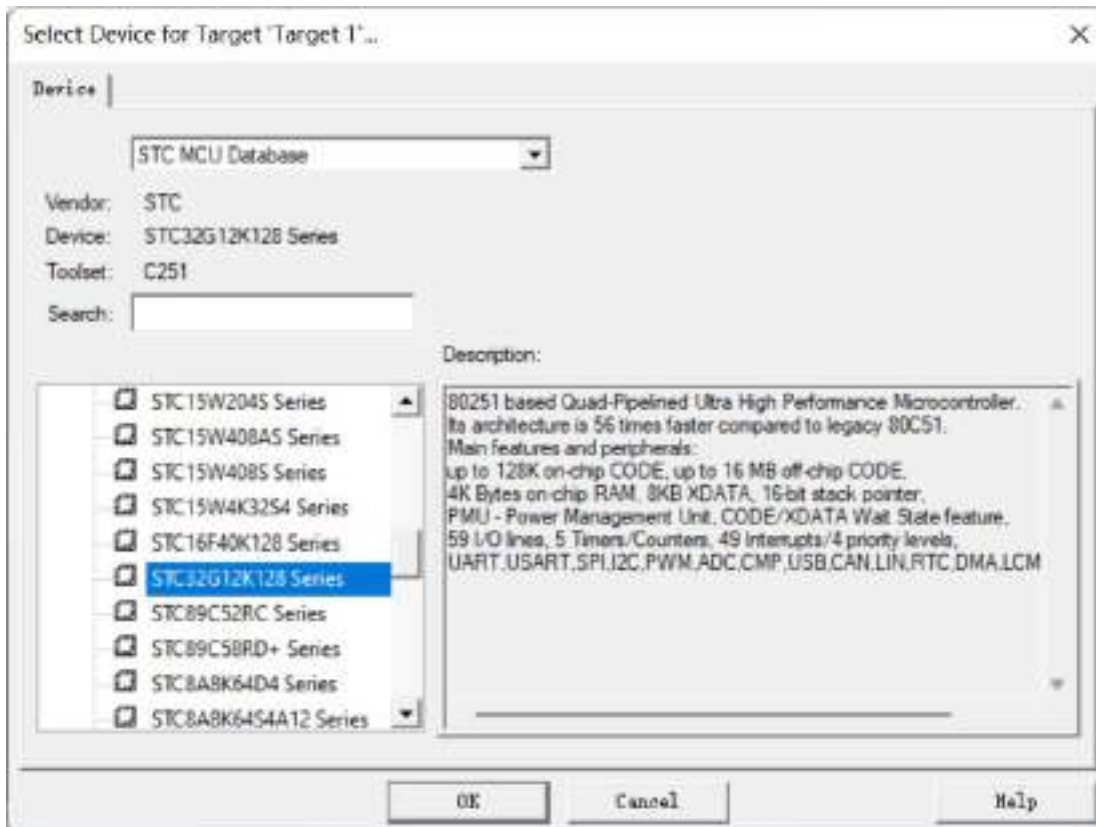 Select Device for Target 'Target 1'...
Device
STC MCU Database
Vendor: STC
Device: STC32G12K128 Series
Toolset: C251
Search:
Description:
STC15W204S Series
STC15W408AS Series
STC15W408S Series
STC15W4K32S4 Series
STC16F40K128 Series
STC32G12K128 Series
STC89C52RC Series
STC89C58RD+ Series
STC8A8K64D4 Series
STC8A8K64S4A12 Series
80251 based Quad-Pipelined Ultra High Performance Microcontroller.
Its architecture is 56 times faster compared to legacy 80C51.
Main features and peripherals:
up to 128K on-chip CODE, up to 16 MB off-chip CODE,
4K Bytes on-chip RAM, 8KB XDATA, 16-bit stack pointer,
PMU - Power Management Unit, CODE/XDATA Wait State feature,
59 I/O lines, 5 Timers/Counters, 49 Interrupts/4 priority levels,
UART,USART,SPI,I2C,PWM,ADC,CMP,USB,CAN,LIN,RTC,DMA,LCM
OK
Cancel
Help